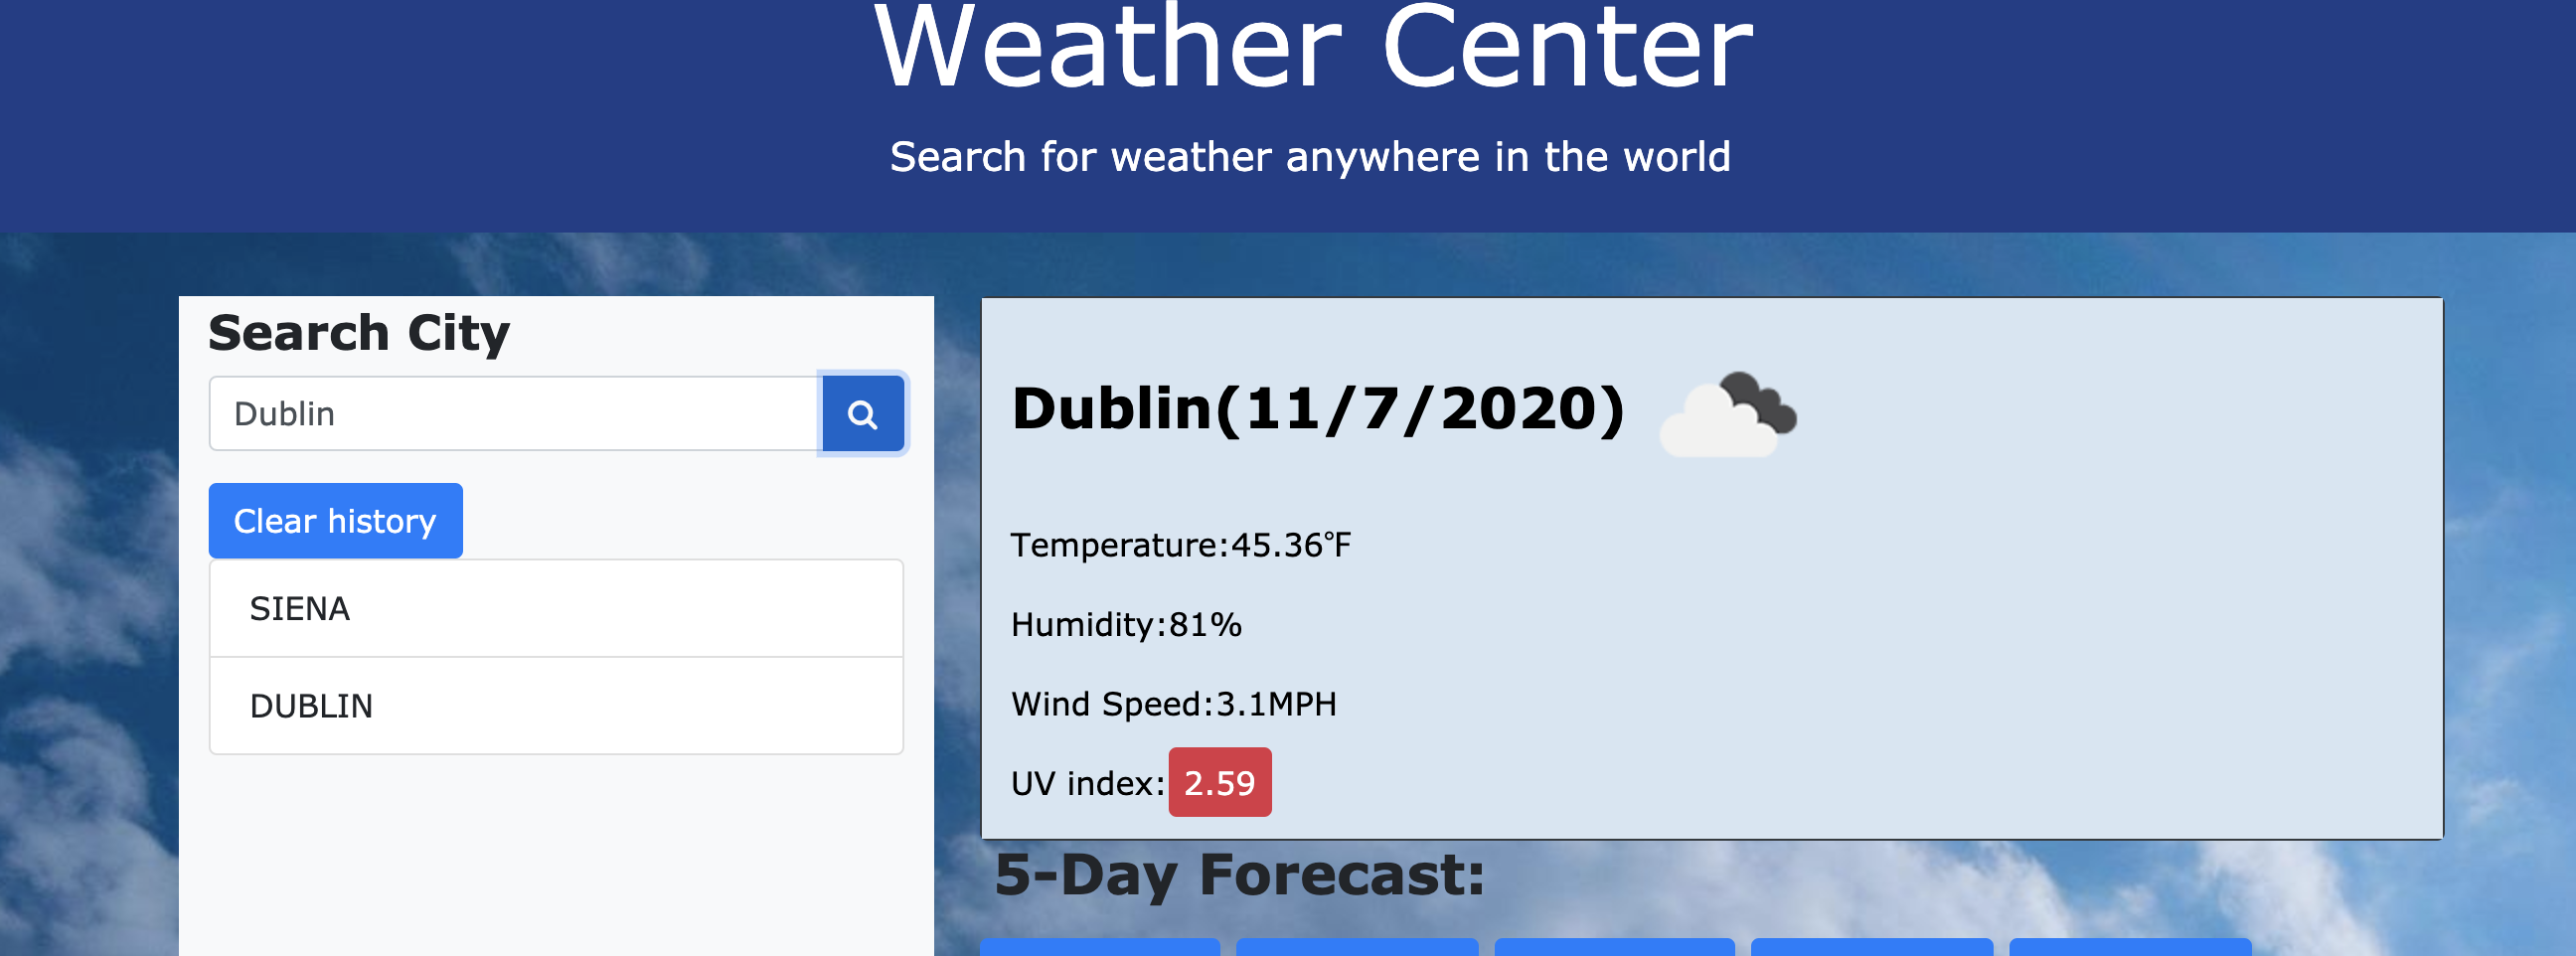 Weather Center
Search for weather anywhere in the world
Search City
Dublin
Clear history
SIENA
DUBLIN
Dublin(11/7/2020)
Temperature:45.36°F
Humidity:81%
Wind Speed:3.1MPH
UV index:2.59
5-Day Forecast: